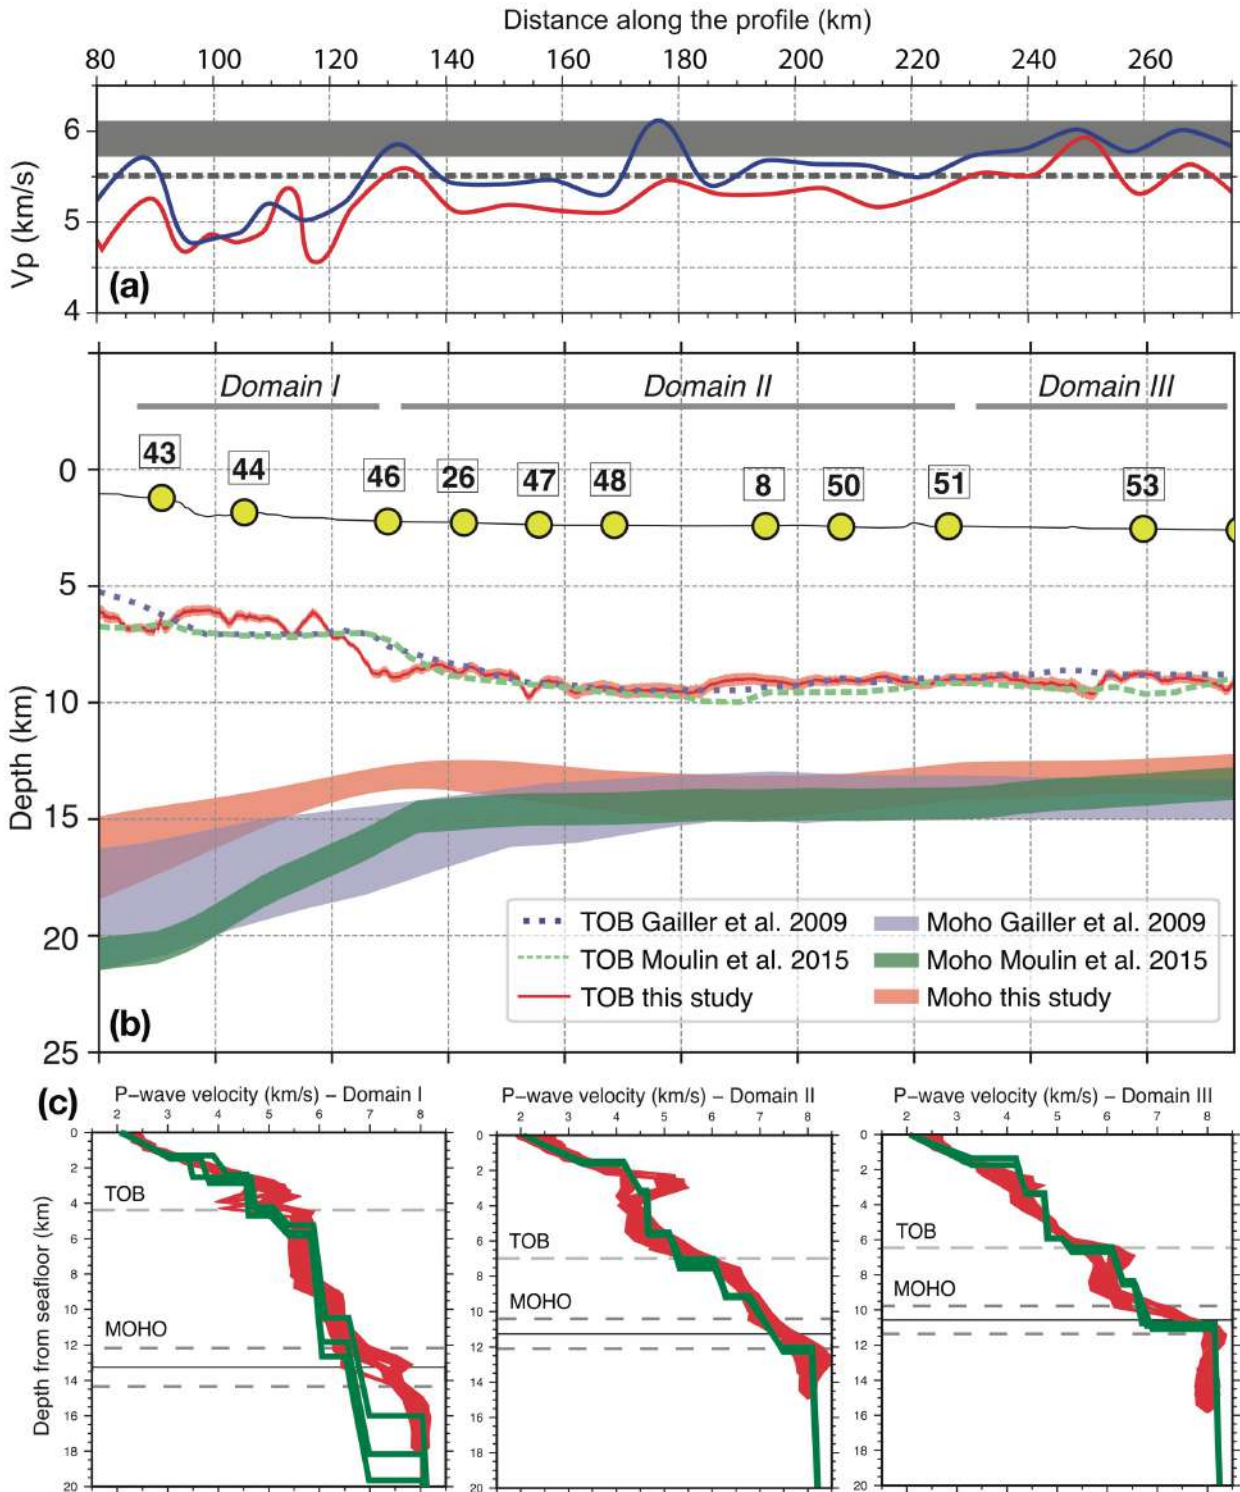 Distance along the profile (km)
80 100 120 140 160 180 200 220 240 260
Vp (km/s)
6
5
4
(a)
Domain I Domain II Domain III
43 44 46 26 47 48 8 50 51 53
Depth (km)
0
5
10
15
20
25
TOB Gailler et al. 2009 Moho Gailler et al. 2009
TOB Moulin et al. 2015 Moho Moulin et al. 2015
TOB this study Moho this study
(b)
(c)
P-wave velocity (km/s) – Domain I
2 3 4 5 6 7 8
Depth from seafloor (km)
0
2
4
6
8
10
12
14
16
18
20
TOB
MOHO
P-wave velocity (km/s) – Domain II
2 3 4 5 6 7 8
0
2
4
6
8
10
12
14
16
18
20
TOB
MOHO
P-wave velocity (km/s) – Domain III
2 3 4 5 6 7 8
0
2
4
6
8
10
12
14
16
18
20
TOB
MOHO